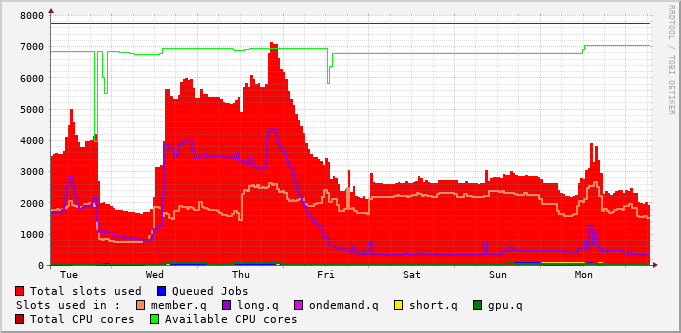 8000
7000
6000
5000
4000
3000
2000
1000
0
Tue Wed Thu Fri Sat Sun Mon
RRDTOOL / TOBI OETIKER
Total slots used Queued Jobs
Slots used in : member.q long.q ondemand.q short.q gpu.q
Total CPU cores Available CPU cores